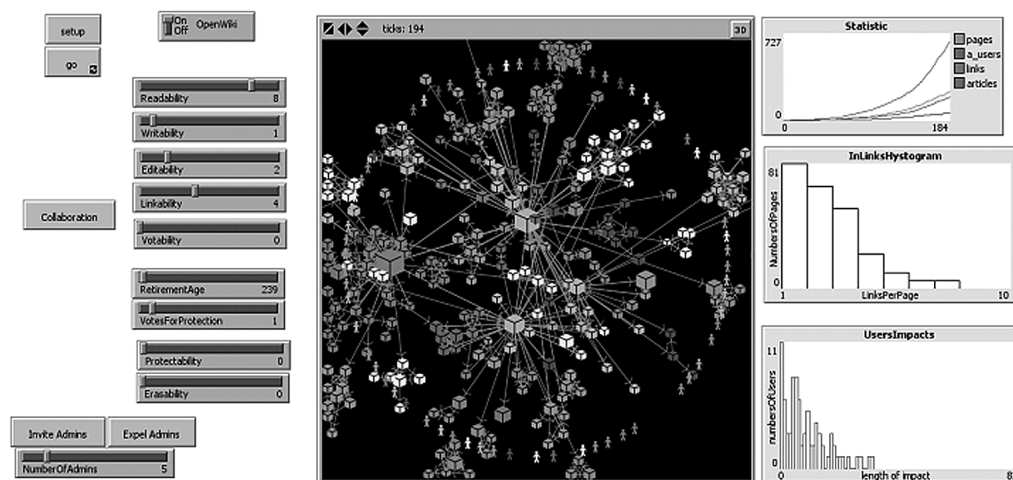 setup
go
On
Off
OpenWiki
Readability 8
Writability 1
Editability 2
Linkability 4
Votability 0
Collaboration
RetirementAge 239
VotesForProtection 1
Protectability 0
Erasability 0
Invite Admins
Expel Admins
NumberOfAdmins 5
ticks: 194
3D
Statistic
727
0
0
184
pages
a_users
links
articles
InLinksHystogram
81
NumbersOfPages
0
1
LinksPerPage
10
UsersImpacts
11
numbersOfUsers
0
0
length of impact